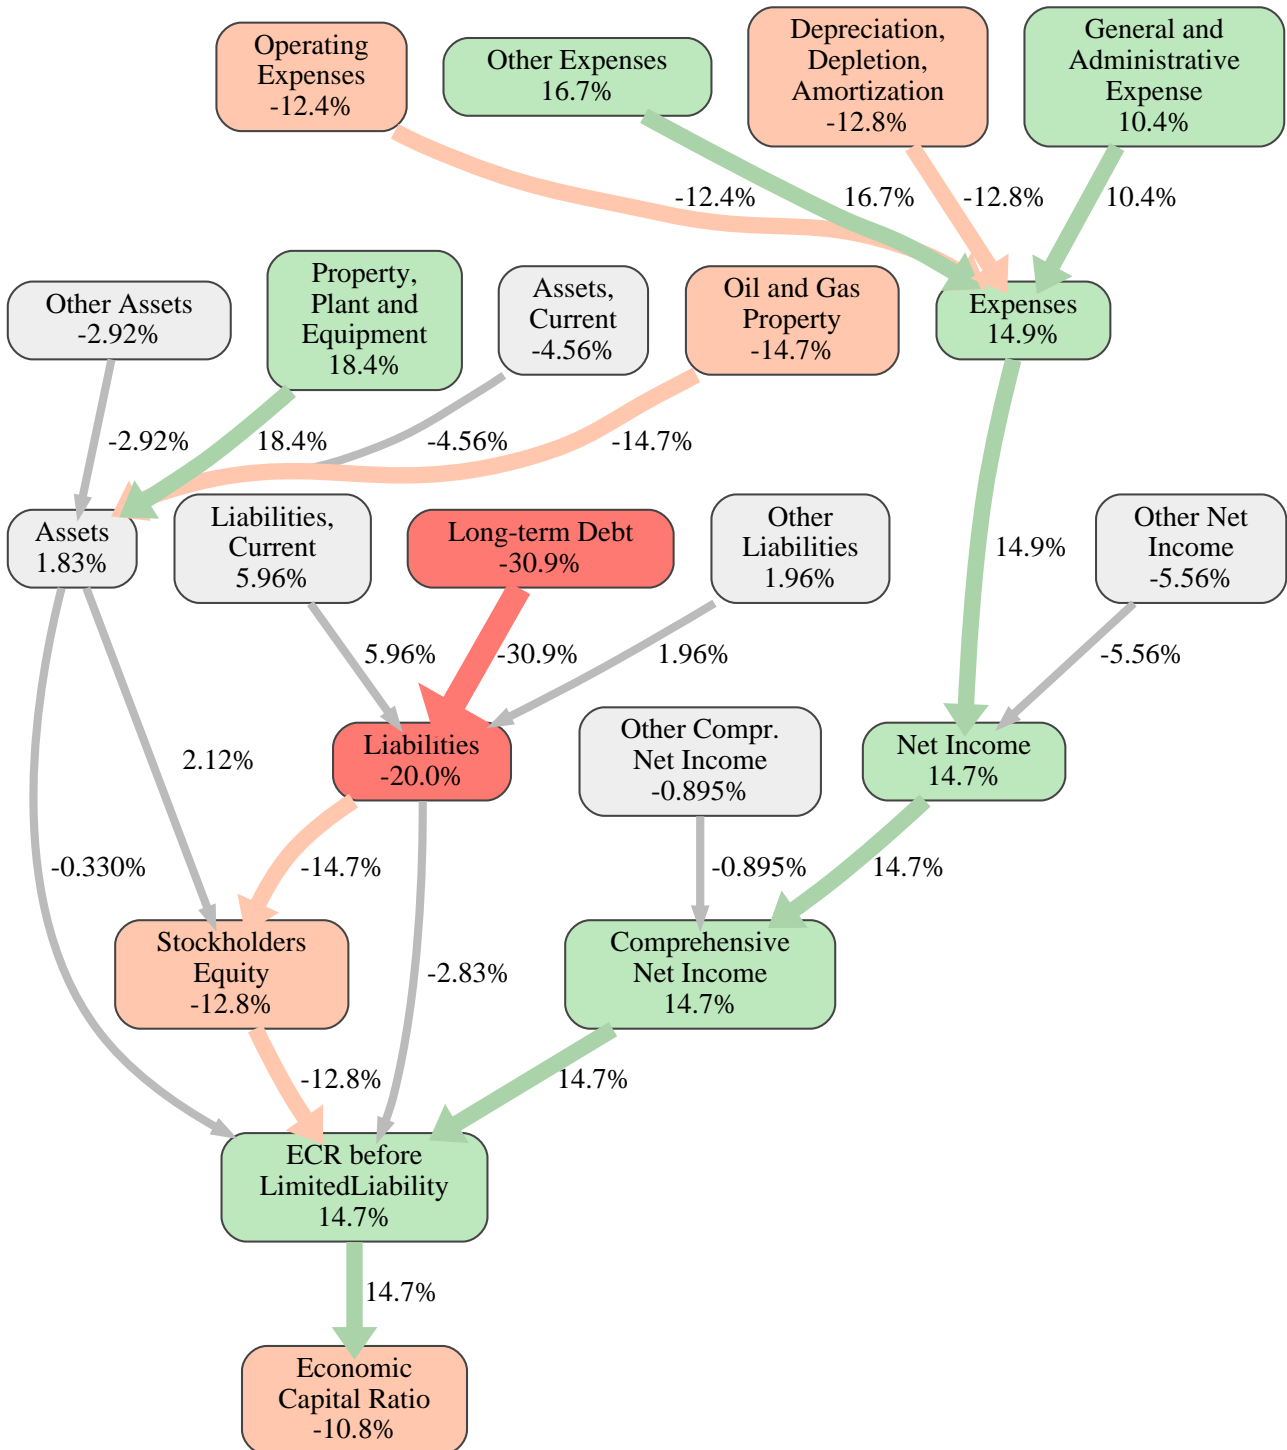 Operating
Expenses
-12.4%
Other Expenses
16.7%
Depreciation,
Depletion,
Amortization
-12.8%
General and
Administrative
Expense
10.4%
-12.4%
16.7%
-12.8%
10.4%
Other Assets
-2.92%
Property,
Plant and
Equipment
18.4%
Assets,
Current
-4.56%
Oil and Gas
Property
-14.7%
Expenses
14.9%
-2.92%
18.4%
-4.56%
-14.7%
Assets
1.83%
Liabilities,
Current
5.96%
Long-term Debt
-30.9%
Other
Liabilities
1.96%
14.9%
Other Net
Income
-5.56%
5.96%
-30.9%
1.96%
-5.56%
2.12%
Liabilities
-20.0%
Other Compr.
Net Income
-0.895%
Net Income
14.7%
-0.330%
-14.7%
-0.895%
14.7%
Stockholders
Equity
-12.8%
-2.83%
Comprehensive
Net Income
14.7%
-12.8%
14.7%
ECR before
LimitedLiability
14.7%
14.7%
Economic
Capital Ratio
-10.8%